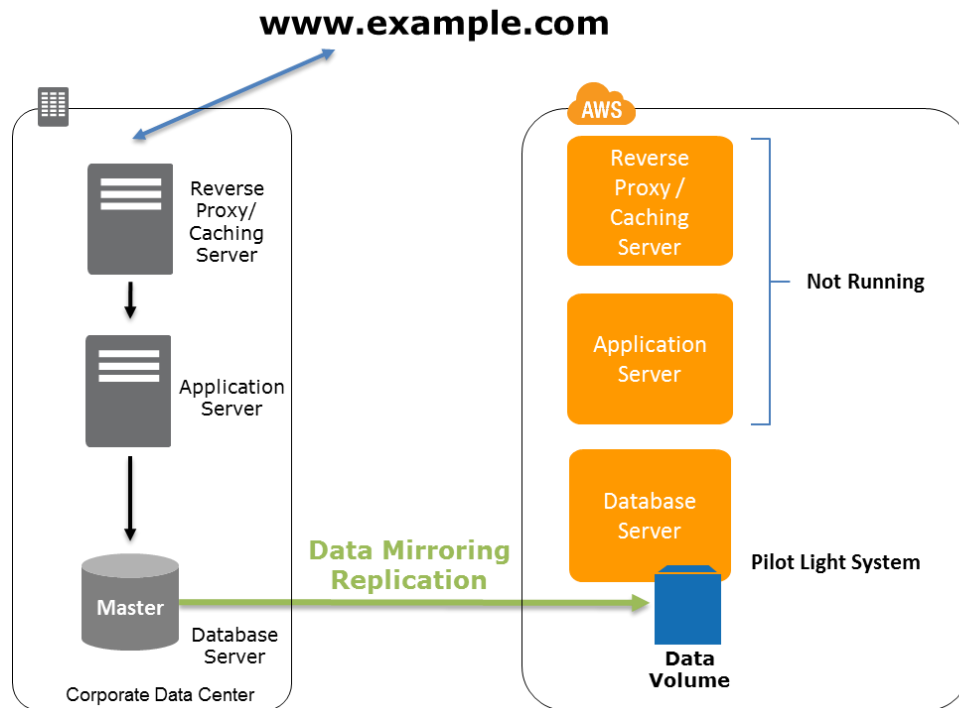 www.example.com
AWS
Reverse
Proxy/
Caching
Server
Application
Server
Master
Database
Server
Corporate Data Center
Data Mirroring
Replication
Reverse
Proxy /
Caching
Server
Application
Server
Database
Server
Not Running
Pilot Light System
Data
Volume